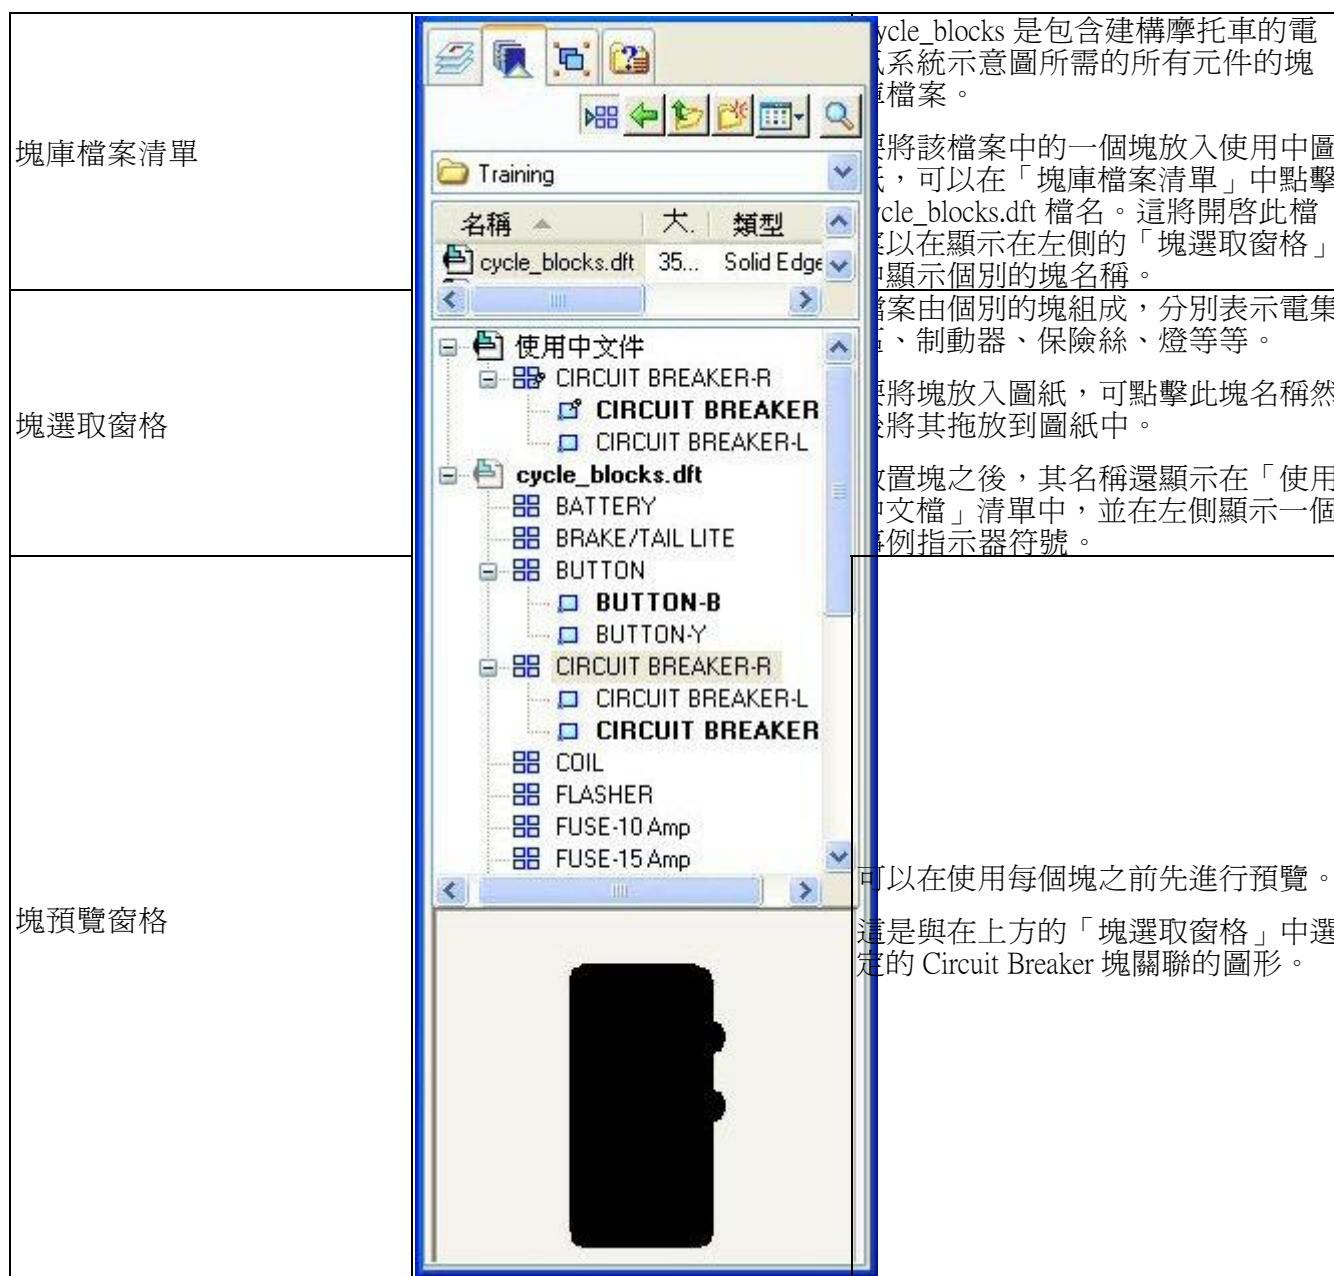 塊庫檔案清單
Training
名稱 大. 類型
cycle_blocks.dft 35... Solid Edge
ycle_blocks 是包含建構摩托車的電
系統示意圖所需的所有元件的塊
檔案。
將該檔案中的一個塊放入使用中圖
，可以在「塊庫檔案清單」中點擊
ycle_blocks.dft 檔名。這將開啓此檔
以在顯示在左側的「塊選取窗格」
顯示個別的塊名稱。
塊選取窗格
使用中文件
CIRCUIT BREAKER-R
CIRCUIT BREAKER
CIRCUIT BREAKER-L
cycle_blocks.dft
BATTERY
BRAKE/TAIL LITE
BUTTON
BUTTON-B
BUTTON-Y
CIRCUIT BREAKER-R
CIRCUIT BREAKER-L
CIRCUIT BREAKER
COIL
FLASHER
FUSE-10 Amp
FUSE-15 Amp
案由個別的塊組成，分別表示電集
、制動器、保險絲、燈等等。
將塊放入圖紙，可點擊此塊名稱然
將其拖放到圖紙中。
置塊之後，其名稱還顯示在「使用
文檔」清單中，並在左側顯示一個
例指示器符號。
塊預覽窗格
可以在使用每個塊之前先進行預覽。
這是與在上方的「塊選取窗格」中選
定的 Circuit Breaker 塊關聯的圖形。